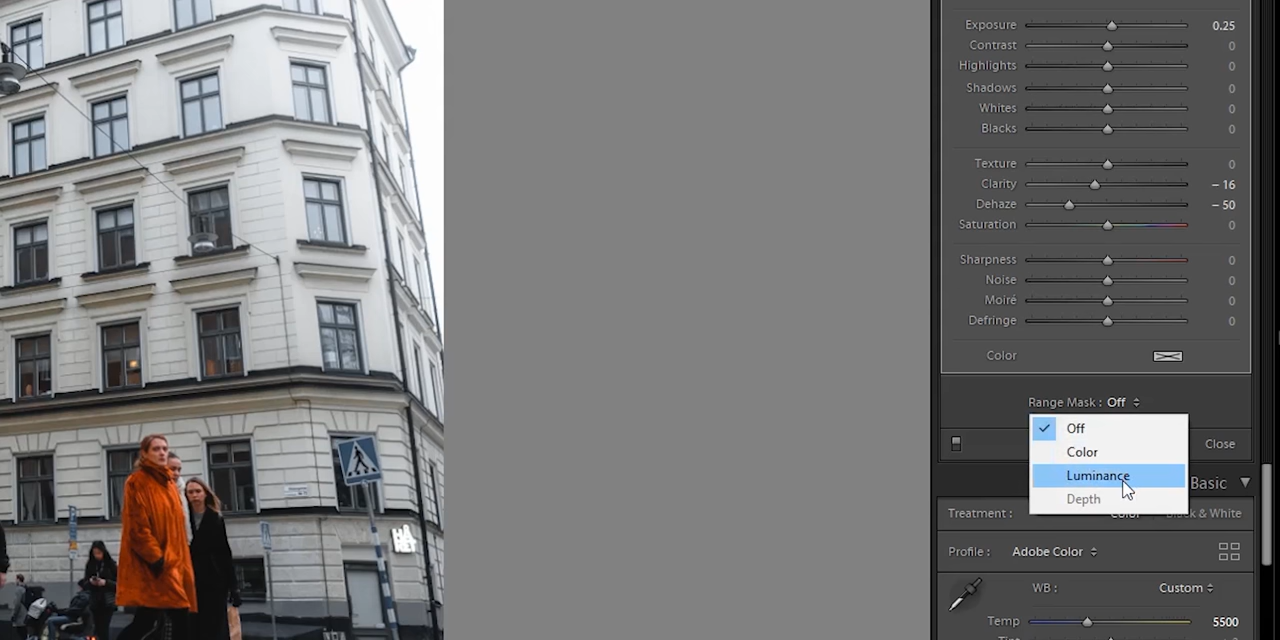 Exposure 0.25
Contrast 0
Highlights 0
Shadows 0
Whites 0
Blacks 0
Texture 0
Clarity – 16
Dehaze – 50
Saturation 0
Sharpness 0
Noise 0
Moiré 0
Defringe 0
Color
Range Mask : Off
Off
Color
Luminance
Depth
Close
Basic
Treatment : Color Black & White
Profile : Adobe Color
WB : Custom
Temp 5500